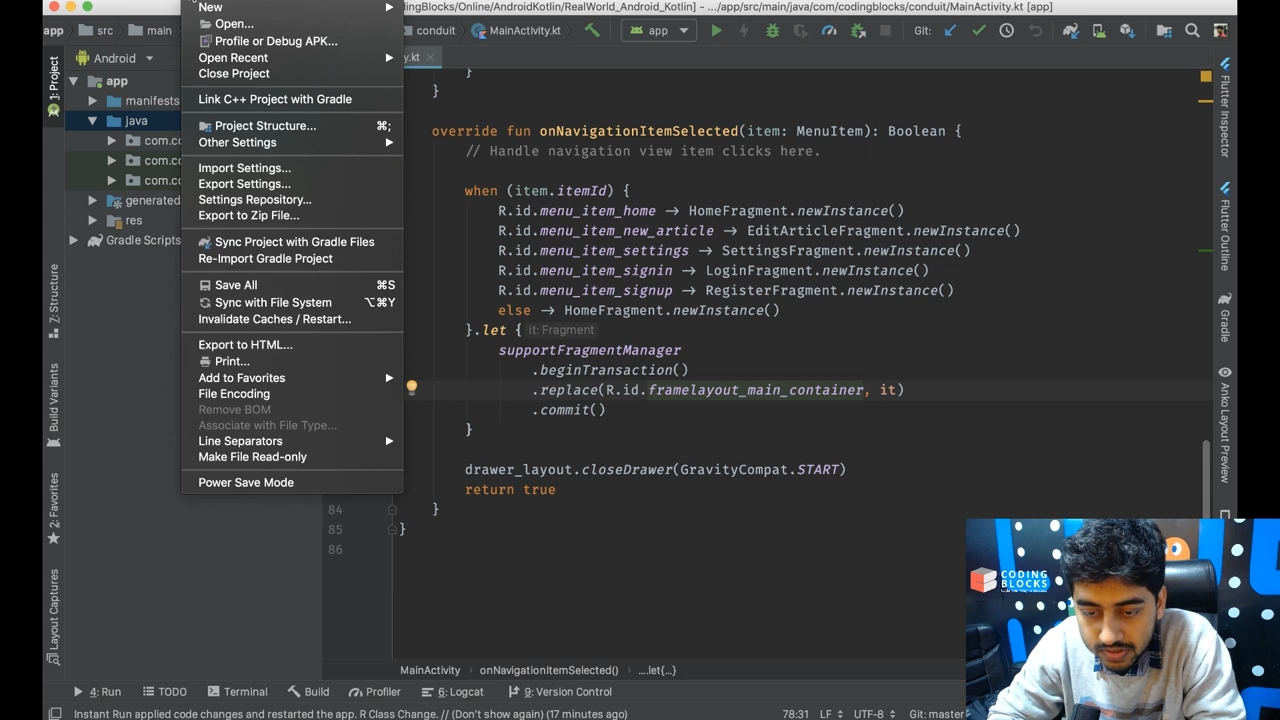 New
Open...
Profile or Debug APK...
Open Recent
Close Project
Link C++ Project with Gradle
Project Structure... ⌘;
Other Settings
Import Settings...
Export Settings...
Settings Repository...
Export to Zip File...
Sync Project with Gradle Files
Re-Import Gradle Project
Save All ⌘S
Sync with File System ⌥⌘Y
Invalidate Caches / Restart...
Export to HTML...
Print...
Add to Favorites
File Encoding
Remove BOM
Associate with File Type...
Line Separators
Make File Read-only
Power Save Mode
dingBlocks/Online/AndroidKotlin/RealWorld_Android_Kotlin] - .../app/src/main/java/com/codingblocks/conduit/MainActivity.kt [app]
app src main conduit MainActivity.kt app Git:
1: Project
Android
app
manifests
java
com.co
com.co
com.co
generated
res
Gradle Scripts
7: Structure
Build Variants
2: Favorites
Layout Captures
y.kt
}
}
override fun onNavigationItemSelected(item: MenuItem): Boolean {
// Handle navigation view item clicks here.
when (item.itemId) {
R.id.menu_item_home → HomeFragment.newInstance()
R.id.menu_item_new_article → EditArticleFragment.newInstance()
R.id.menu_item_settings → SettingsFragment.newInstance()
R.id.menu_item_signin → LoginFragment.newInstance()
R.id.menu_item_signup → RegisterFragment.newInstance()
else → HomeFragment.newInstance()
}.let { it: Fragment
supportFragmentManager
.beginTransaction()
.replace(R.id.framelayout_main_container, it)
.commit()
}
drawer_layout.closeDrawer(GravityCompat.START)
return true
84 }
85 }
86
Flutter Inspector
Flutter Outline
Gradle
Anko Layout Preview
CODING
BLOCKS
MainActivity onNavigationItemSelected() ....let{...}
4: Run TODO Terminal Build Profiler 6: Logcat 9: Version Control
Instant Run applied code changes and restarted the app. R Class Change. // (Don't show again) (17 minutes ago) 78:31 LF UTF-8 Git: master